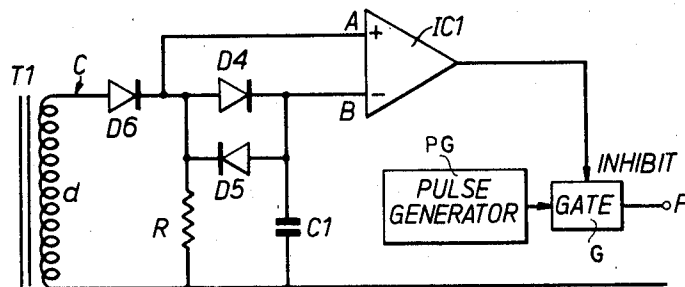 A
IC1
T1
C
D4
+
D6
−
B
D5
d
PG
INHIBIT
PULSE
GENERATOR
GATE
P
R
C1
G